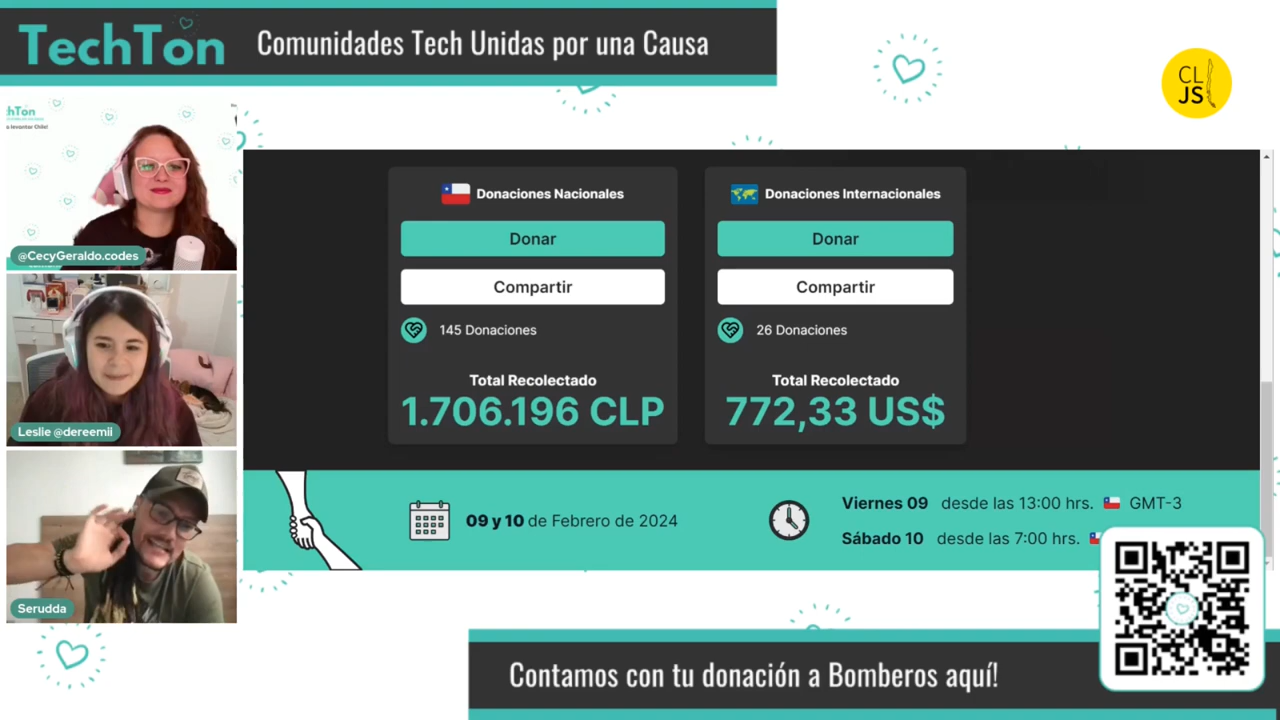 TechTon
Comunidades Tech Unidas por una Causa
CL
JS
hTon
a levantar Chile!
@CecyGeraldo.codes
Leslie @dereemii
Serudda
Donaciones Nacionales
Donar
Compartir
145 Donaciones
Total Recolectado
1.706.196 CLP
Donaciones Internacionales
Donar
Compartir
26 Donaciones
Total Recolectado
772,33 US$
09 y 10 de Febrero de 2024
Viernes 09 desde las 13:00 hrs. GMT-3
Sábado 10 desde las 7:00 hrs.
Contamos con tu donación a Bomberos aquí!